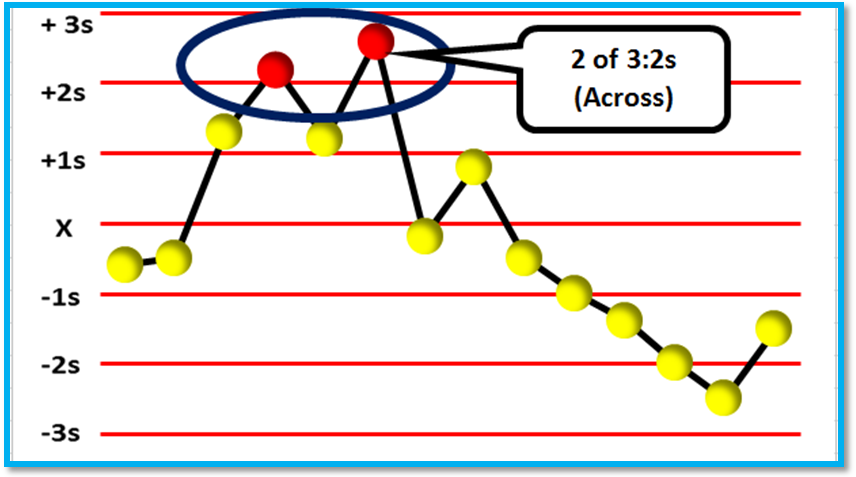 + 3s
2 of 3:2s
(Across)
+2s
+1s
X
-1s
-2s
-3s